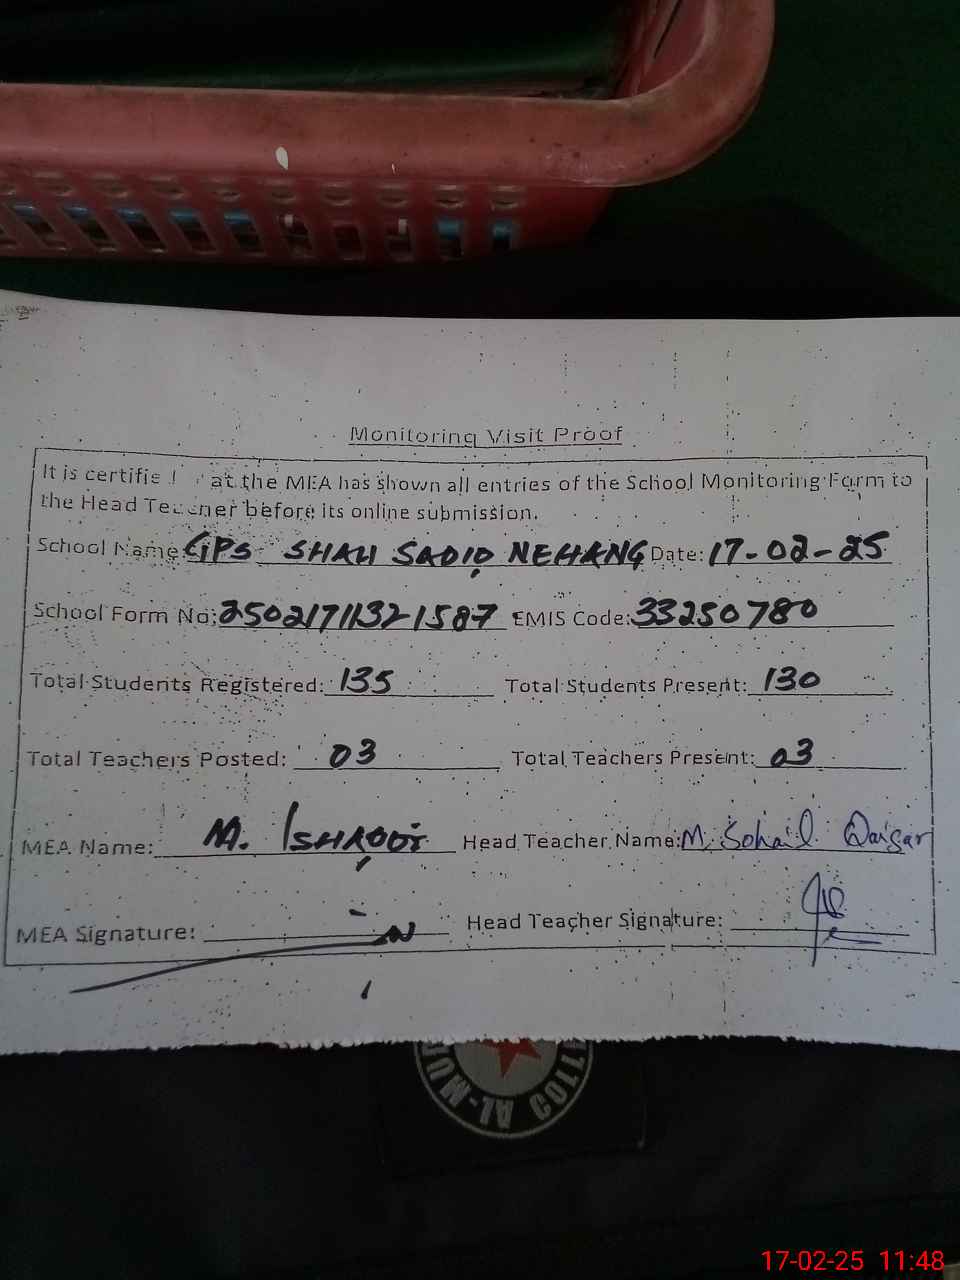 Monitoring Visit Proof
It is certifie at the MEA has shown all entries of the School Monitoring Form to
the Head Teacher before its online submission.
School Name: GPS SHAH SADIQ NEHANG Date: 17-02-25
School Form No: 25021711321587 EMIS Code: 33250780
Total Students Registered: 135 Total Students Present: 130
Total Teachers Posted: 03 Total Teachers Present: 03
MEA Name: M. ISHAQ Head Teacher Name: M. Sohail Qaisar
MEA Signature: Head Teacher Signature:
AL-MU COLL
17-02-25 11:48